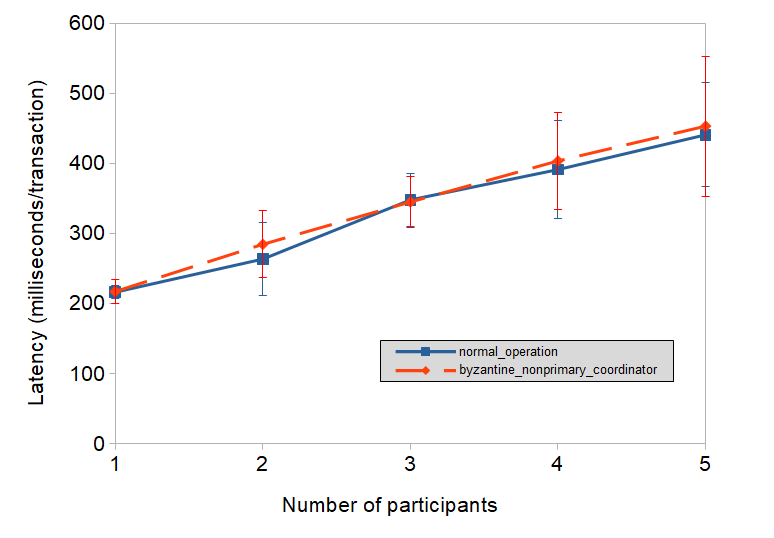 600
500
400
300
200
100
0
Latency (milliseconds/transaction)
normal_operation
byzantine_nonprimary_coordinator
1 2 3 4 5
Number of participants